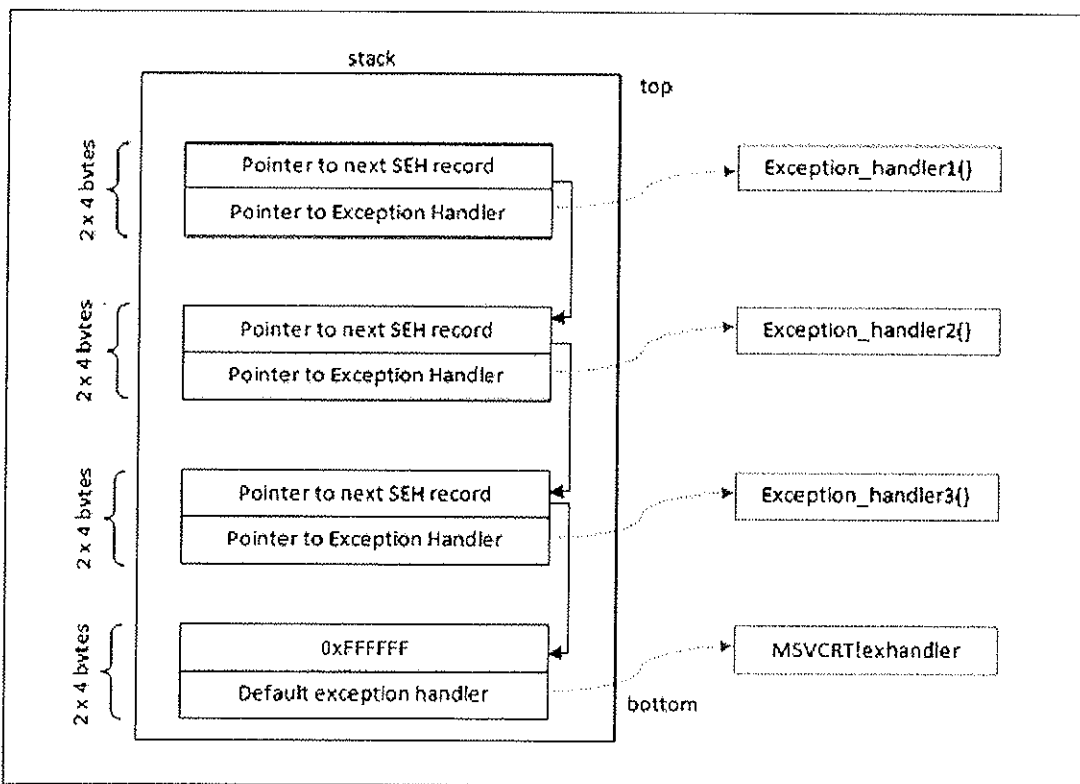 stack
top
2 x 4 bytes
Pointer to next SEH record
Pointer to Exception Handler
Exception_handler1{}
2 x 4 bytes
Pointer to next SEH record
Pointer to Exception Handler
Exception_handler2{}
2 x 4 bytes
Pointer to next SEH record
Pointer to Exception Handler
Exception_handler3{}
2 x 4 bytes
0xFFFFFF
Default exception handler
MSVCRT!exhandler
bottom